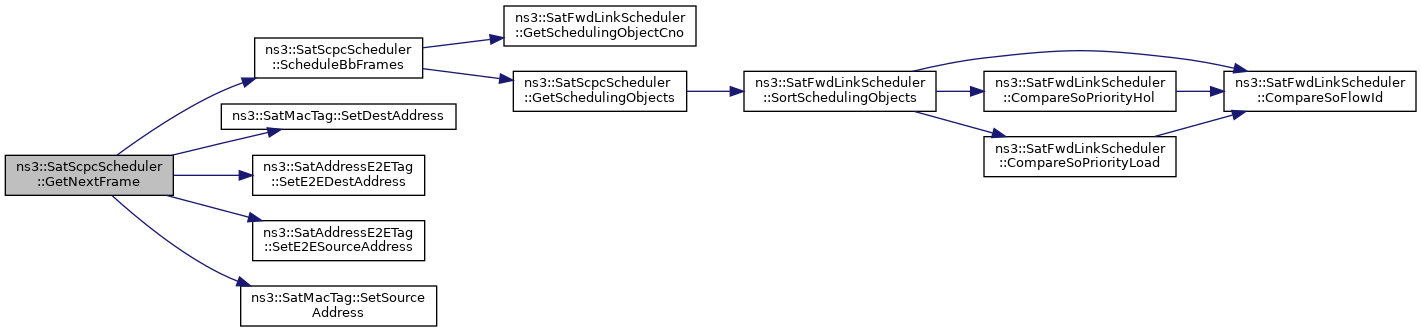 ns3::SatFwdLinkScheduler
::GetSchedulingObjectCno
ns3::SatScpcScheduler
::ScheduleBbFrames
ns3::SatScpcScheduler
::GetSchedulingObjects
ns3::SatFwdLinkScheduler
::SortSchedulingObjects
ns3::SatFwdLinkScheduler
::CompareSoPriorityHol
ns3::SatFwdLinkScheduler
::CompareSoFlowId
ns3::SatMacTag::SetDestAddress
ns3::SatFwdLinkScheduler
::CompareSoPriorityLoad
ns3::SatScpcScheduler
::GetNextFrame
ns3::SatAddressE2ETag
::SetE2EDestAddress
ns3::SatAddressE2ETag
::SetE2ESourceAddress
ns3::SatMacTag::SetSource
Address